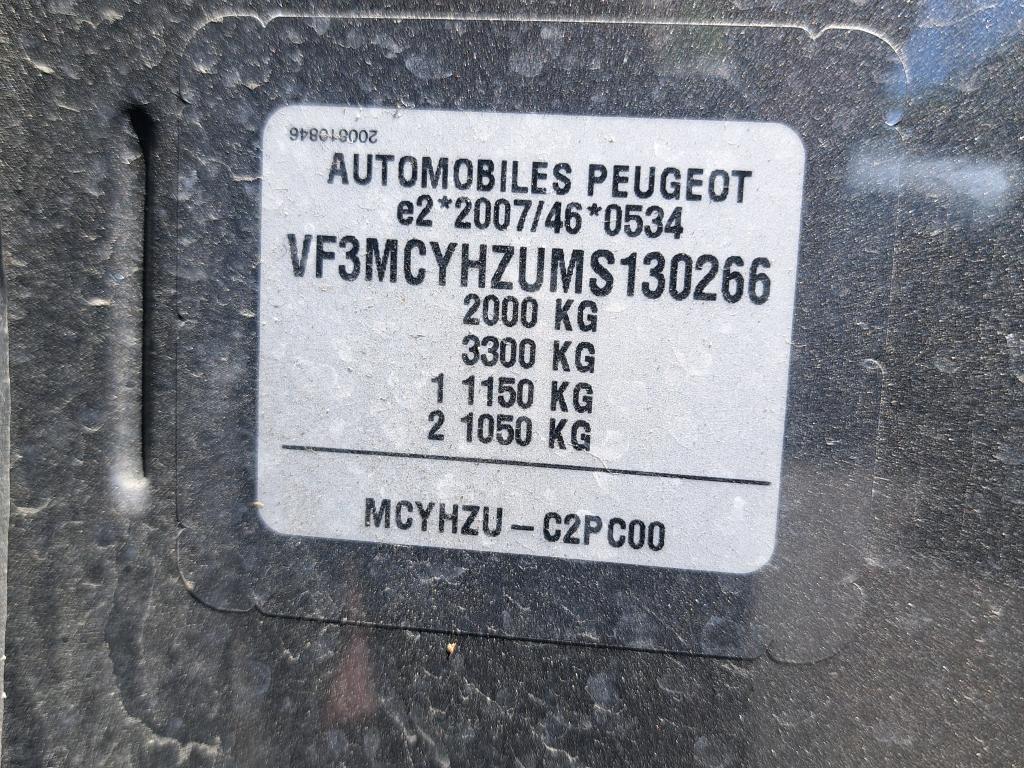 200610846
AUTOMOBILES PEUGEOT
e2*2007/46*0534
VF3MCYHZUMS130266
2000 KG
3300 KG
1 1150 KG
2 1050 KG
MCYHZU – C2PC00